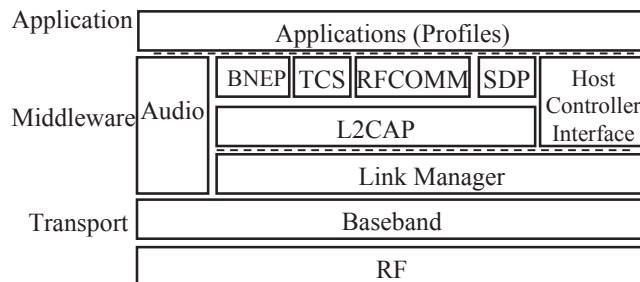 Application
Applications (Profiles)
BNEP TCS RFCOMM SDP Host
Controller
Interface
Middleware Audio
L2CAP
Link Manager
Transport
Baseband
RF